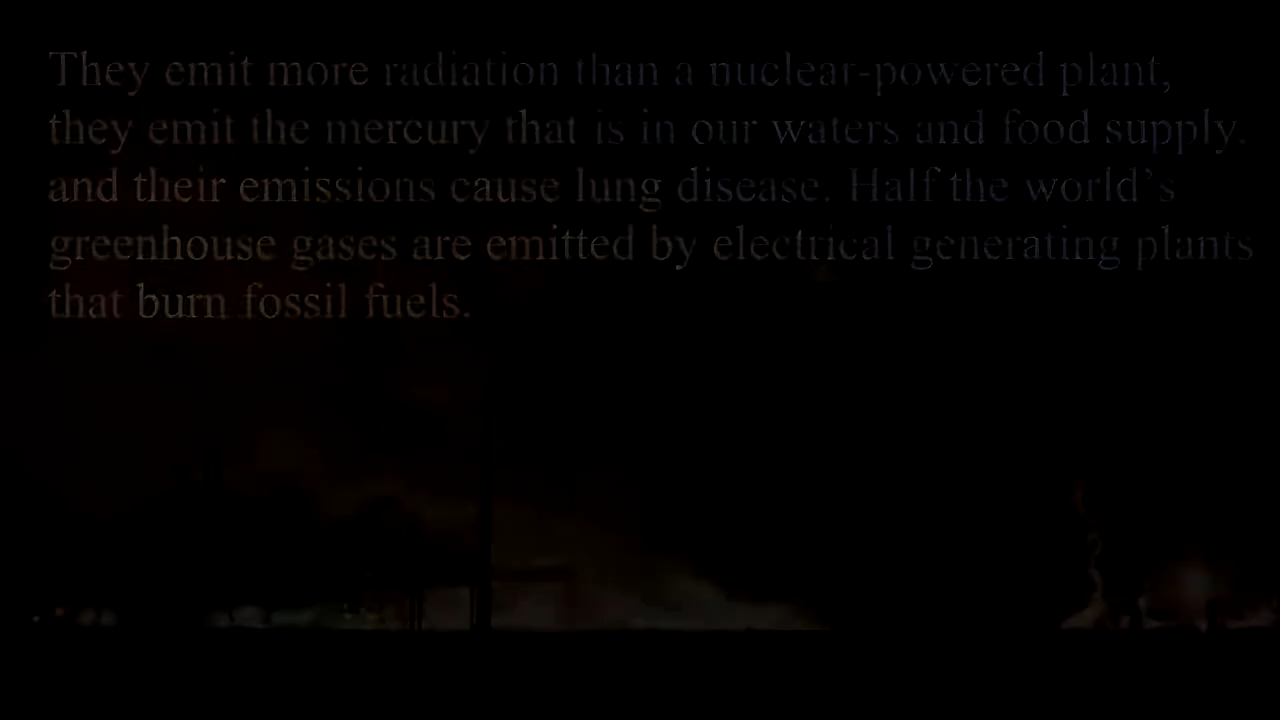 They emit more radiation than a nuclear-powered plant,
they emit the mercury that is in our waters and food supply.
and their emissions cause lung disease. Half the world's
greenhouse gases are emitted by electrical generating plants
that burn fossil fuels.